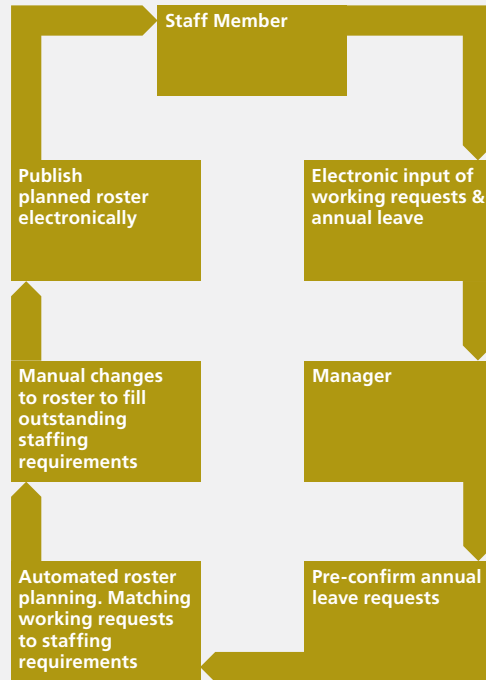 Staff Member
Publish
planned roster
electronically
Electronic input of
working requests &
annual leave
Manual changes
to roster to fill
outstanding
staffing
requirements
Manager
Automated roster
planning. Matching
working requests
to staffing
requirements
Pre-confirm annual
leave requests